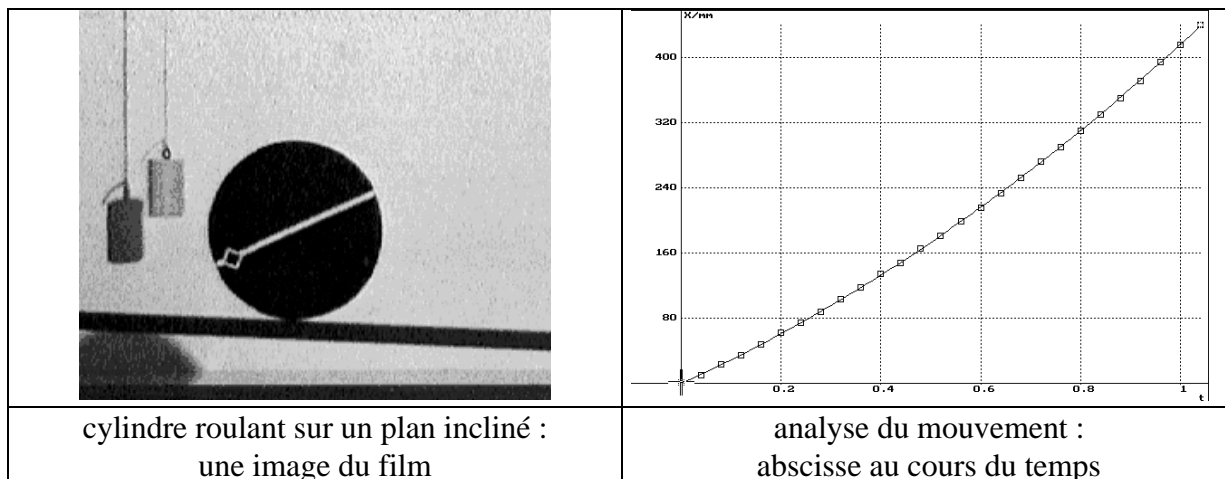 X/mm
400
320
240
160
80
0.2 0.4 0.6 0.8 1
t
cylindre roulant sur un plan incliné :
une image du film
analyse du mouvement :
abscisse au cours du temps